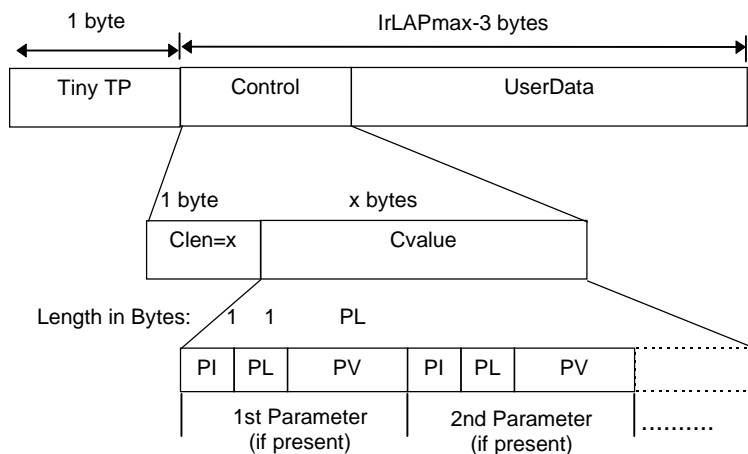 1 byte IrLAPmax-3 bytes
Tiny TP Control UserData
1 byte x bytes
Clen=x Cvalue
Length in Bytes: 1 1 PL
PI PL PV PI PL PV
1st Parameter 2nd Parameter ..........
(if present) (if present)